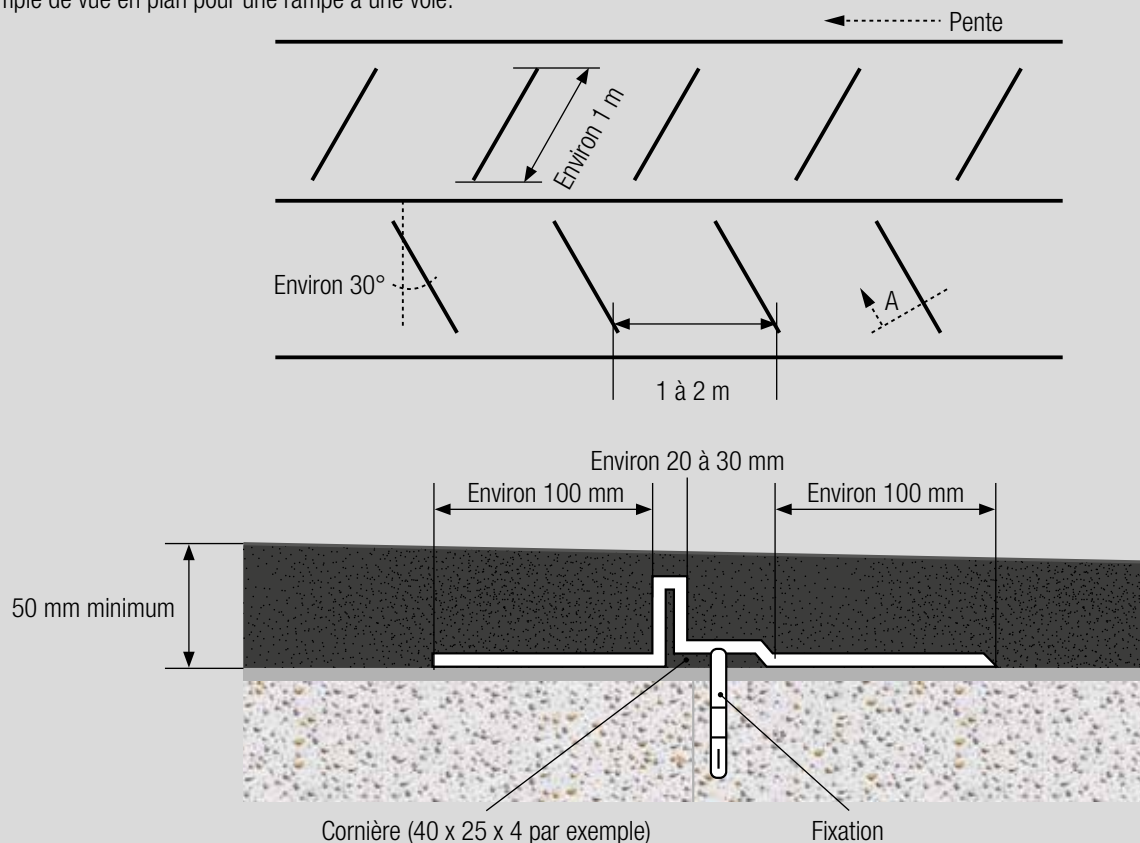 mple de vue en plan pour une rampe à une voie.
Pente
Environ 1 m
Environ 30°
A
1 à 2 m
Environ 20 à 30 mm
Environ 100 mm
Environ 100 mm
50 mm minimum
Cornière (40 x 25 x 4 par exemple)
Fixation